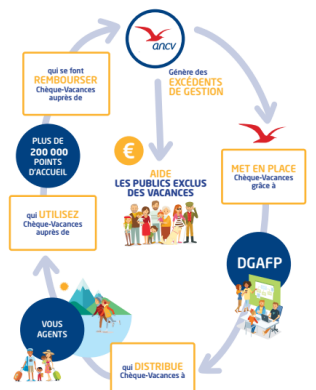 ancv
Génère des
EXCÉDENTS
DE GESTION
MET EN PLACE
Chèque-Vacances
grâce à
DGAFP
qui DISTRIBUE
Chèque-Vacances à
VOUS
AGENTS
qui UTILISEZ
Chèque-Vacances
auprès de
PLUS DE
200 000
POINTS
D'ACCUEIL
qui se font
REMBOURSER
Chèque-Vacances
auprès de
€
AIDE
LES PUBLICS EXCLUS
DES VACANCES